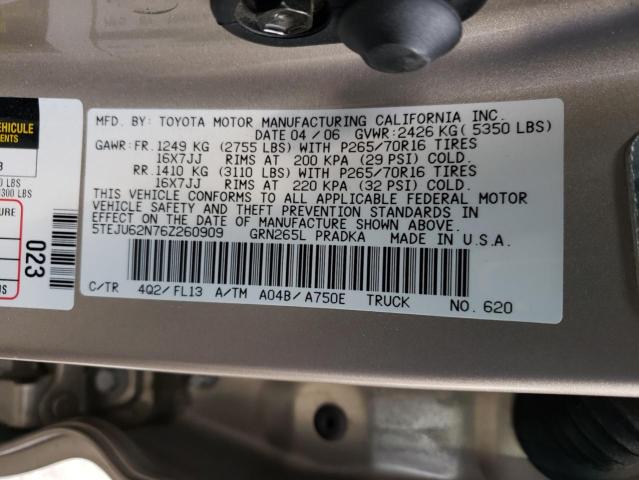 MFD. BY: TOYOTA MOTOR MANUFACTURING CALIFORNIA INC.
DATE 04 / 06 GVWR: 2426 KG( 5350 LBS)
GAWR: FR. 1249 KG (2755 LBS) WITH P265/70R16 TIRES
16X7JJ RIMS AT 200 KPA (29 PSI) COLD.
RR. 1410 KG (3110 LBS) WITH P265/70R16 TIRES
16X7JJ RIMS AT 220 KPA (32 PSI) COLD.
THIS VEHICLE CONFORMS TO ALL APPLICABLE FEDERAL MOTOR
VEHICLE SAFETY AND THEFT PREVENTION STANDARDS IN
EFFECT ON THE DATE OF MANUFACTURE SHOWN ABOVE.
5TEJU62N76Z260909 GRN265L PRADKA MADE IN U.S.A.
C/TR 4Q2/ FL13 A/TM A04B/ A750E TRUCK NO. 620
VEHICULE
300 LBS
023